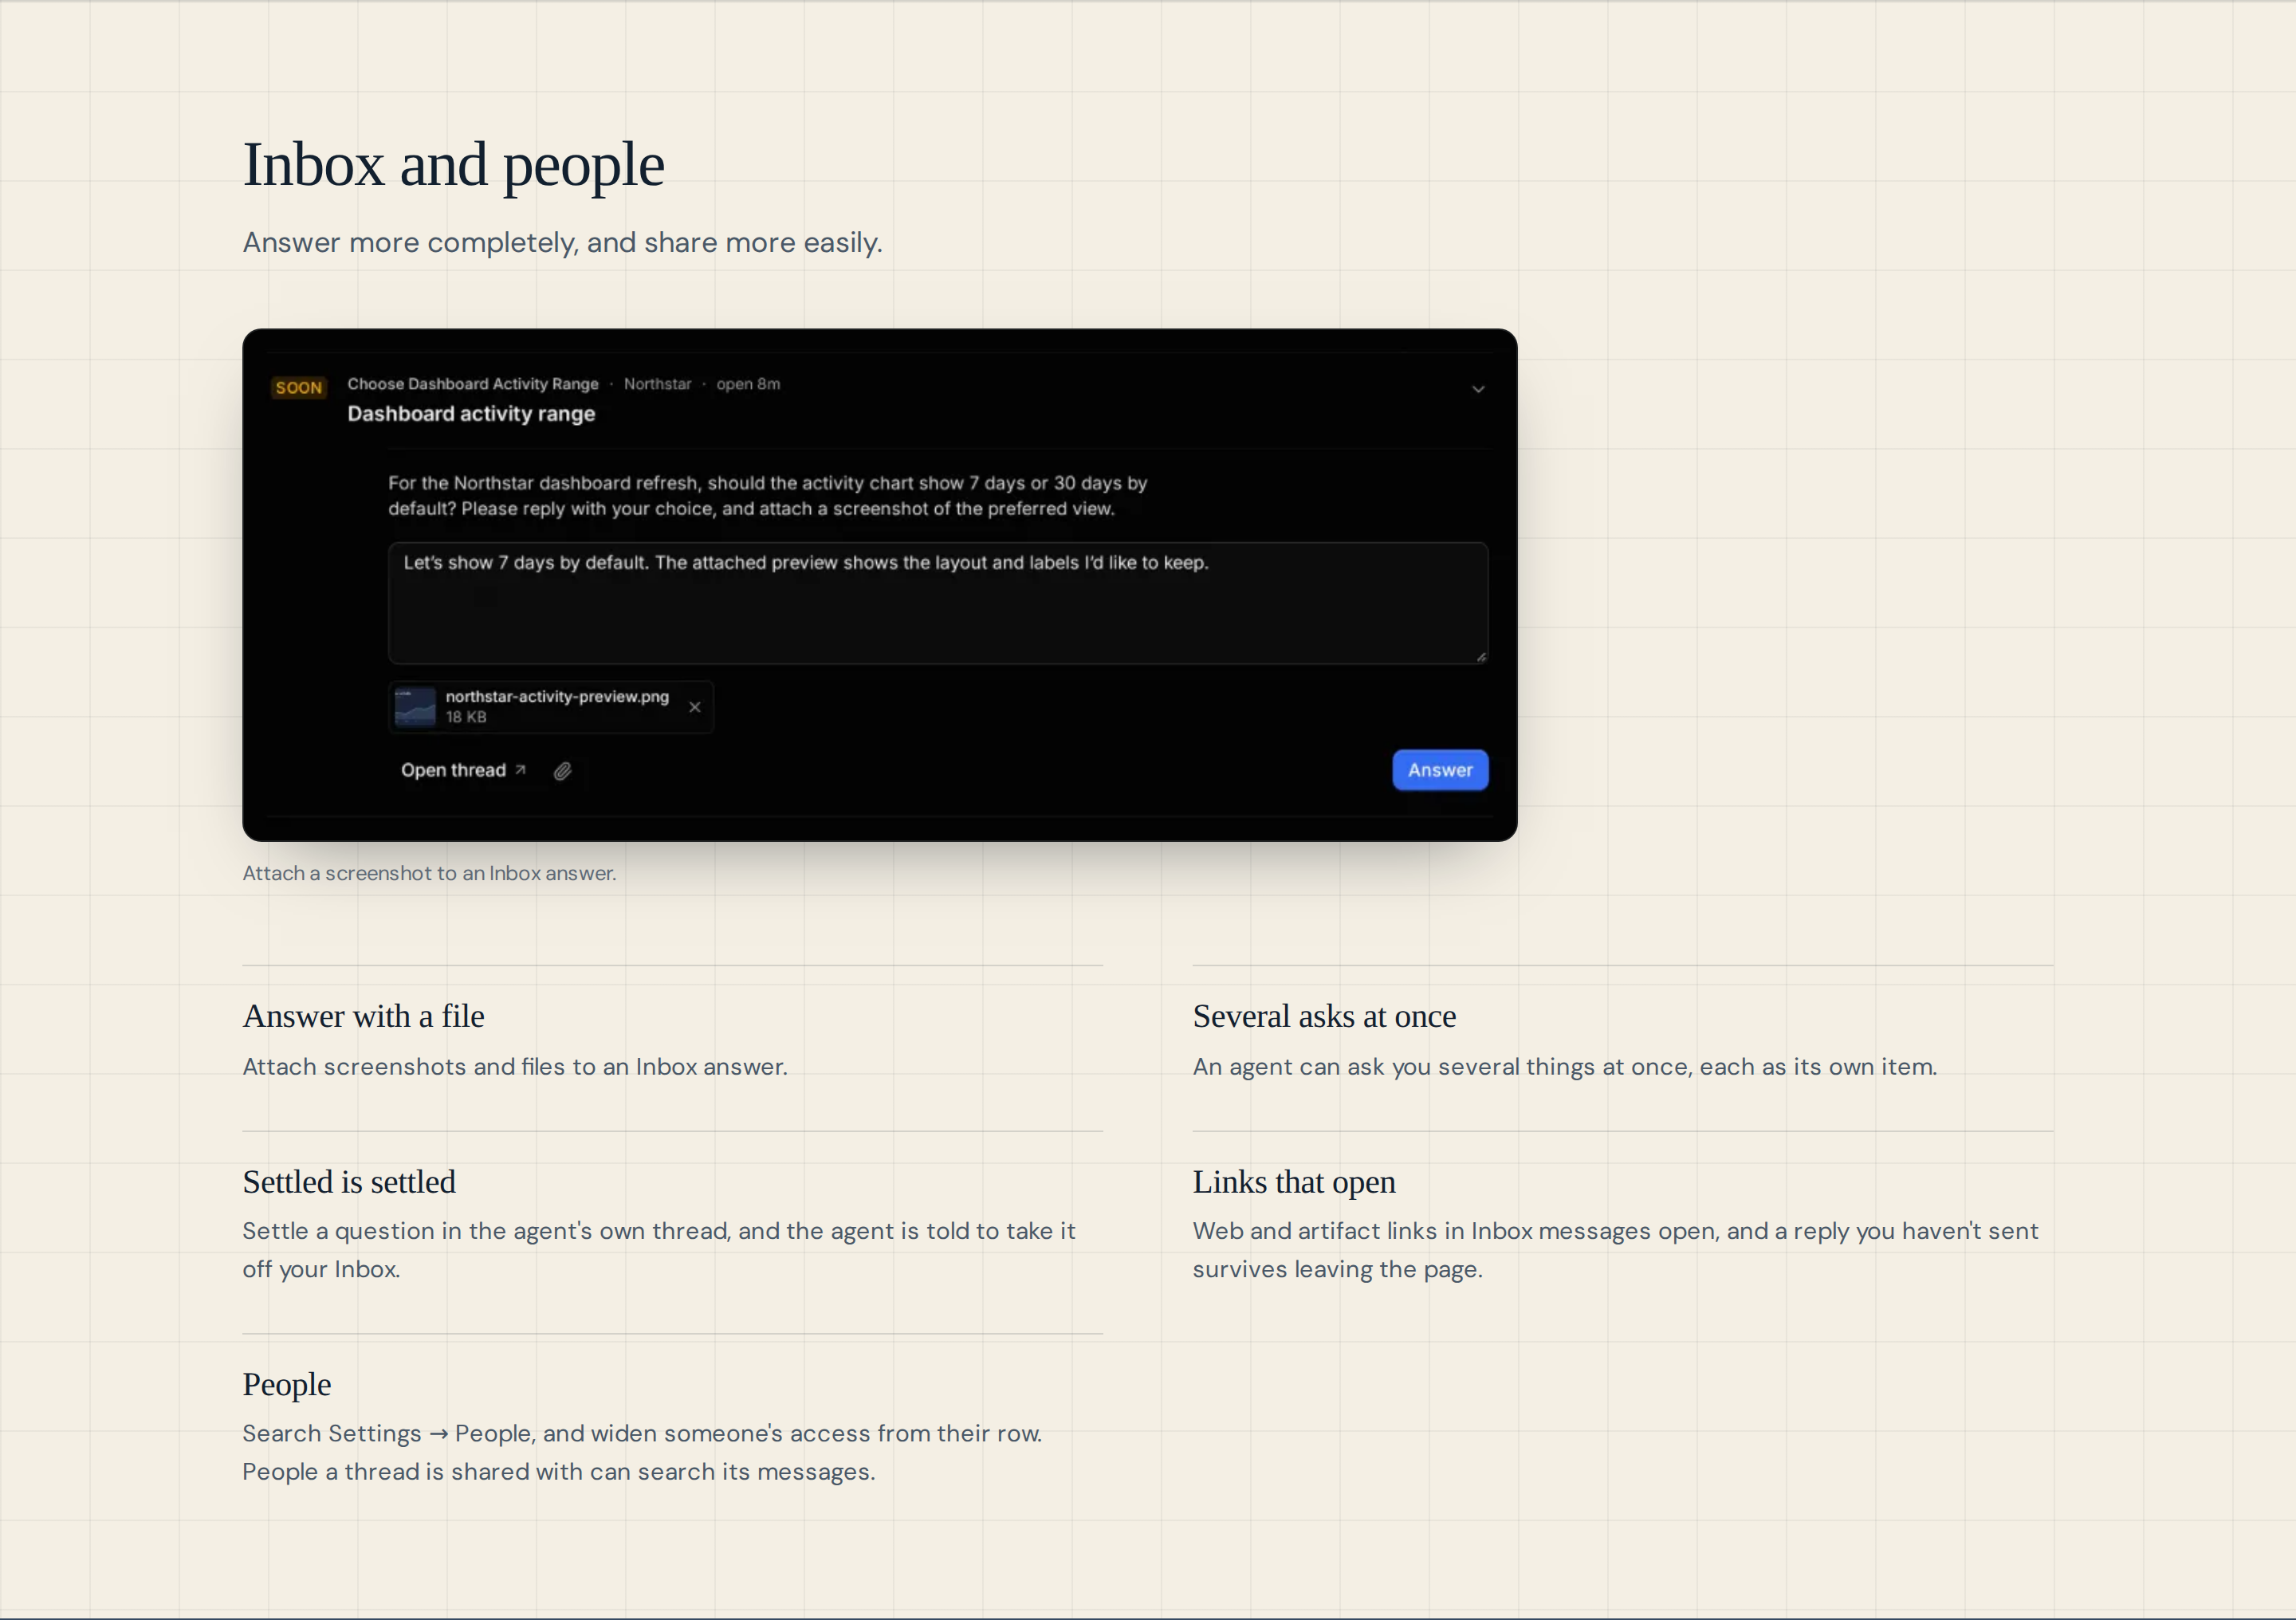 Inbox and people
Answer more completely, and share more easily.
SOON
Choose Dashboard Activity Range · Northstar · open 8m
Dashboard activity range
For the Northstar dashboard refresh, should the activity chart show 7 days or 30 days by
default? Please reply with your choice, and attach a screenshot of the preferred view.
Let’s show 7 days by default. The attached preview shows the layout and labels I’d like to keep.
northstar-activity-preview.png
18 KB
Open thread ↗
Answer
Attach a screenshot to an Inbox answer.
Answer with a file
Attach screenshots and files to an Inbox answer.
Several asks at once
An agent can ask you several things at once, each as its own item.
Settled is settled
Settle a question in the agent's own thread, and the agent is told to take it
off your Inbox.
Links that open
Web and artifact links in Inbox messages open, and a reply you haven't sent
survives leaving the page.
People
Search Settings → People, and widen someone's access from their row.
People a thread is shared with can search its messages.